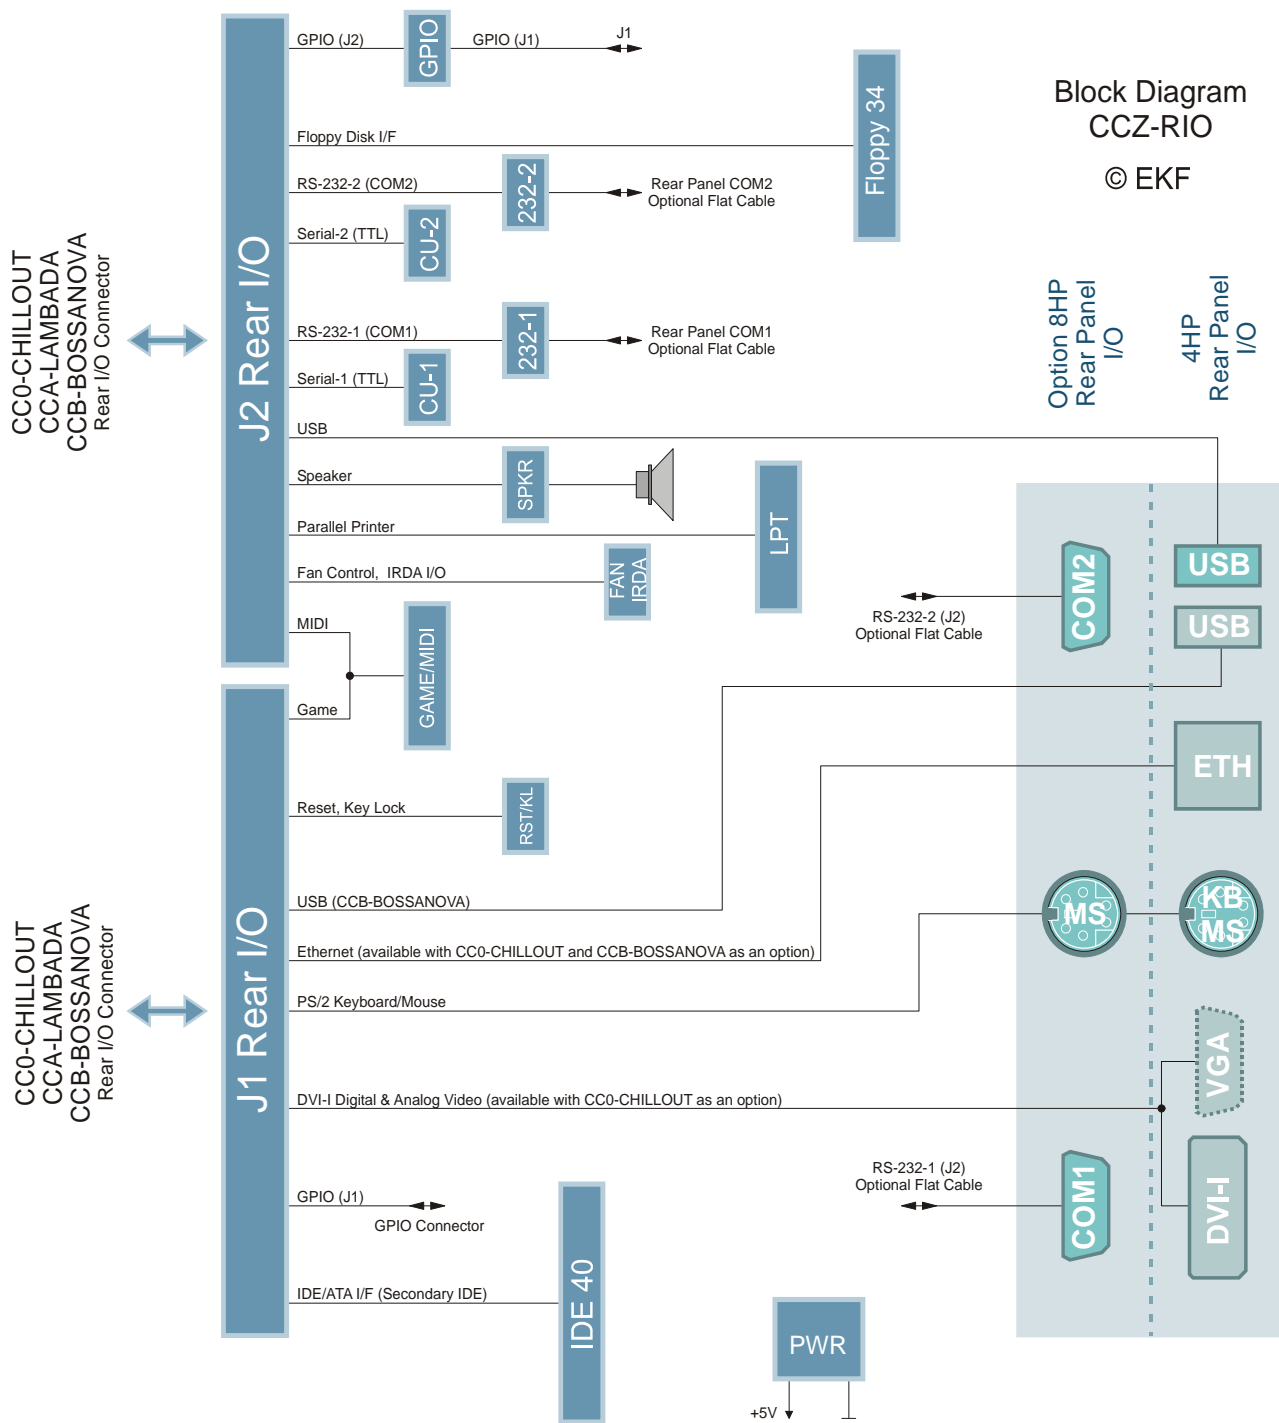 Block Diagram
CCZ-RIO
© EKF
GPIO (J2)
GPIO
GPIO (J1)
J1
Floppy Disk I/F
Floppy 34
RS-232-2 (COM2)
232-2
Rear Panel COM2
Optional Flat Cable
Serial-2 (TTL)
CU-2
CC0-CHILLOUT
CCA-LAMBADA
CCB-BOSSANOVA
Rear I/O Connector
J2 Rear I/O
RS-232-1 (COM1)
232-1
Rear Panel COM1
Optional Flat Cable
Serial-1 (TTL)
CU-1
USB
Speaker
SPKR
Parallel Printer
LPT
Fan Control, IRDA I/O
FAN
IRDA
MIDI
Game
GAME/MIDI
Option 8HP
Rear Panel
I/O
4HP
Rear Panel
I/O
COM2
RS-232-2 (J2)
Optional Flat Cable
USB
USB
ETH
Reset, Key Lock
RST/KL
USB (CCB-BOSSANOVA)
Ethernet (available with CC0-CHILLOUT and CCB-BOSSANOVA as an option)
PS/2 Keyboard/Mouse
MS
KB
MS
CC0-CHILLOUT
CCA-LAMBADA
CCB-BOSSANOVA
Rear I/O Connector
J1 Rear I/O
VGA
DVI-I Digital & Analog Video (available with CC0-CHILLOUT as an option)
DVI-I
RS-232-1 (J2)
Optional Flat Cable
COM1
GPIO (J1)
GPIO Connector
IDE/ATA I/F (Secondary IDE)
IDE 40
PWR
+5V